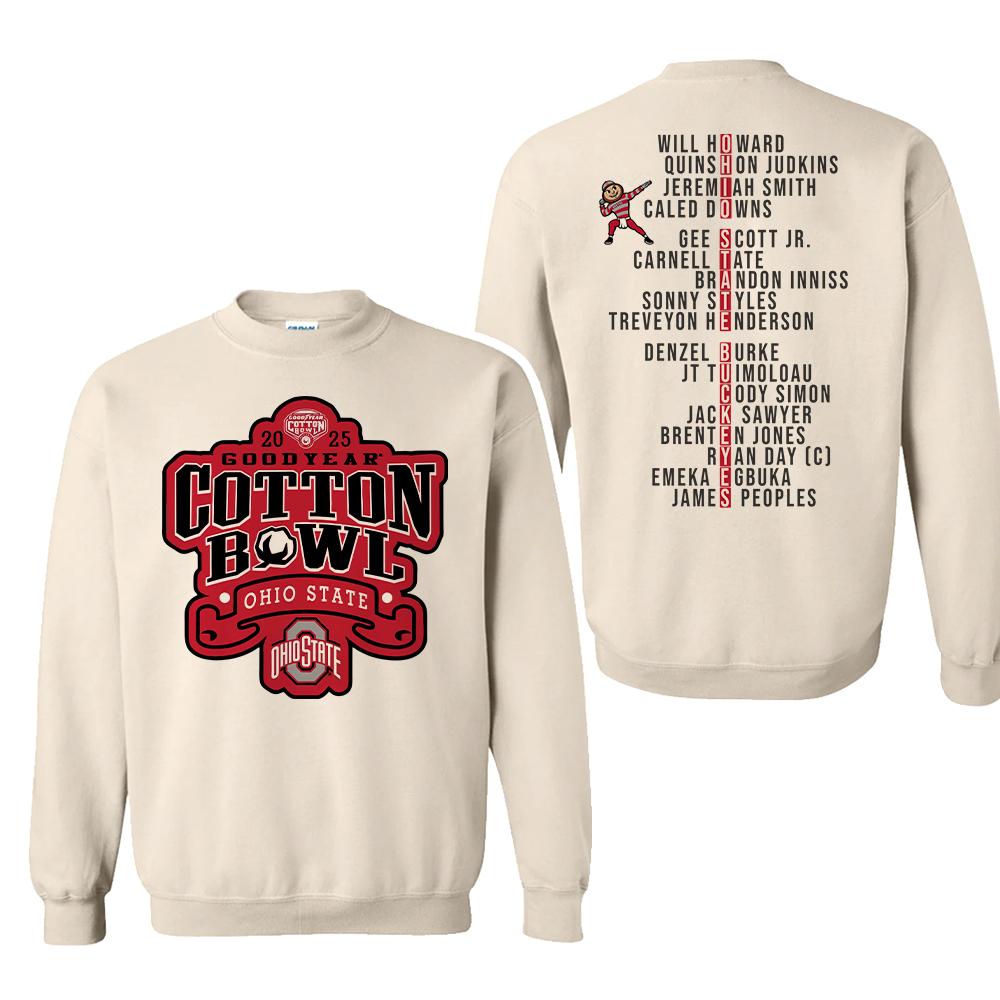 GOODYEAR
COTTON
BOWL
20 25
GOODYEAR
COTTON
BOWL
OHIO STATE
OHIO STATE
WILL HOWARD
QUINSHON JUDKINS
JEREMIAH SMITH
CALED DOWNS
GEE SCOTT JR.
CARNELL TATE
BRANDON INNISS
SONNY STYLES
TREVEYON HENDERSON
DENZEL BURKE
JT TUIMOLOAU
CODY SIMON
JACK SAWYER
BRENTEN JONES
RYAN DAY (C)
EMEKA EGBUKA
JAMES PEOPLES